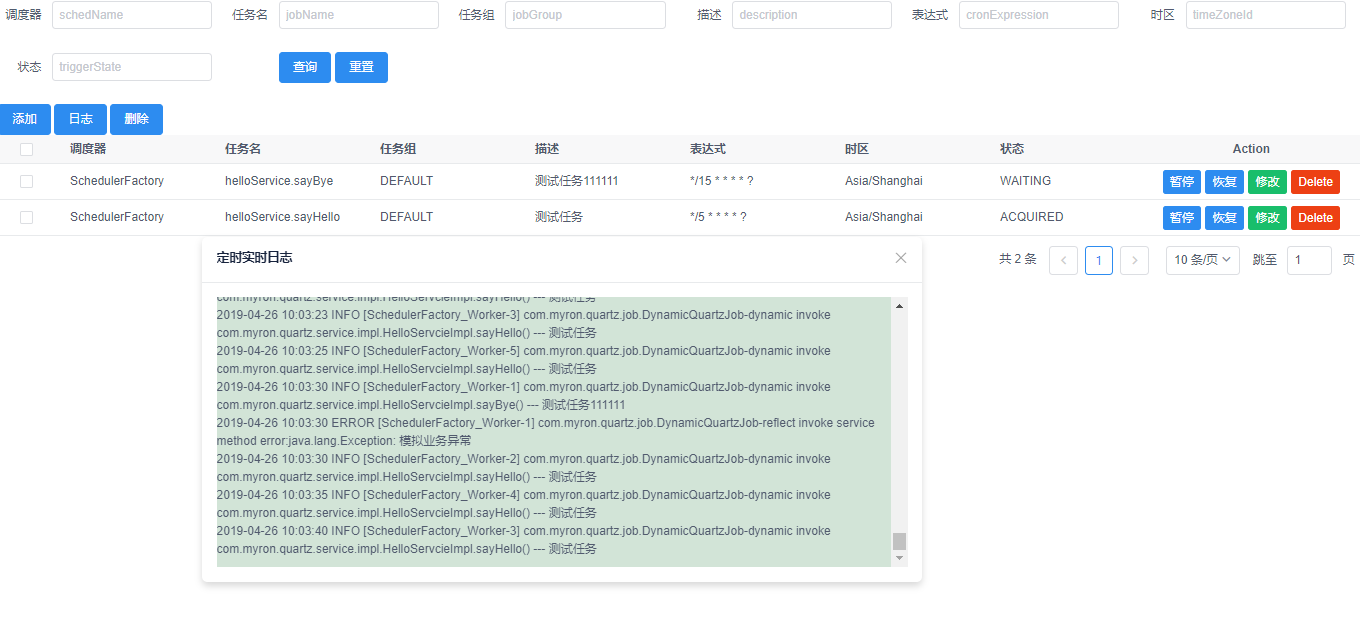 调度器 schedName 任务名 jobName 任务组 jobGroup 描述 description 表达式 cronExpression 时区 timeZoneId
状态 triggerState 查询 重置
添加 日志 删除
调度器 任务名 任务组 描述 表达式 时区 状态 Action
SchedulerFactory helloService.sayBye DEFAULT 测试任务111111 */15 * * * * ? Asia/Shanghai WAITING 暂停 恢复 修改 Delete
SchedulerFactory helloService.sayHello DEFAULT 测试任务 */5 * * * * ? Asia/Shanghai ACQUIRED 暂停 恢复 修改 Delete
共 2 条 1 10 条/页 跳至 1 页
定时实时日志
com.myron.quartz.service.impl.HelloServcieImpl.sayHello() --- 测试任务
2019-04-26 10:03:23 INFO [SchedulerFactory_Worker-3] com.myron.quartz.job.DynamicQuartzJob-dynamic invoke
com.myron.quartz.service.impl.HelloServcieImpl.sayHello() --- 测试任务
2019-04-26 10:03:25 INFO [SchedulerFactory_Worker-5] com.myron.quartz.job.DynamicQuartzJob-dynamic invoke
com.myron.quartz.service.impl.HelloServcieImpl.sayHello() --- 测试任务
2019-04-26 10:03:30 INFO [SchedulerFactory_Worker-1] com.myron.quartz.job.DynamicQuartzJob-dynamic invoke
com.myron.quartz.service.impl.HelloServcieImpl.sayBye() --- 测试任务111111
2019-04-26 10:03:30 ERROR [SchedulerFactory_Worker-1] com.myron.quartz.job.DynamicQuartzJob-reflect invoke service
method error:java.lang.Exception: 模拟业务异常
2019-04-26 10:03:30 INFO [SchedulerFactory_Worker-2] com.myron.quartz.job.DynamicQuartzJob-dynamic invoke
com.myron.quartz.service.impl.HelloServcieImpl.sayHello() --- 测试任务
2019-04-26 10:03:35 INFO [SchedulerFactory_Worker-4] com.myron.quartz.job.DynamicQuartzJob-dynamic invoke
com.myron.quartz.service.impl.HelloServcieImpl.sayHello() --- 测试任务
2019-04-26 10:03:40 INFO [SchedulerFactory_Worker-3] com.myron.quartz.job.DynamicQuartzJob-dynamic invoke
com.myron.quartz.service.impl.HelloServcieImpl.sayHello() --- 测试任务